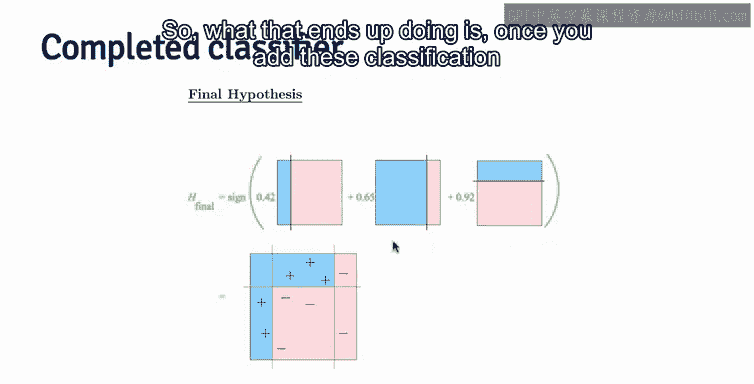 So, what that ends up doing is, once you
add these classification
Completed classifier
Final Hypothesis
H final = sign ( 0.42 + 0.65 + 0.92 )
=
+ + + −
+ − −
+ −
−